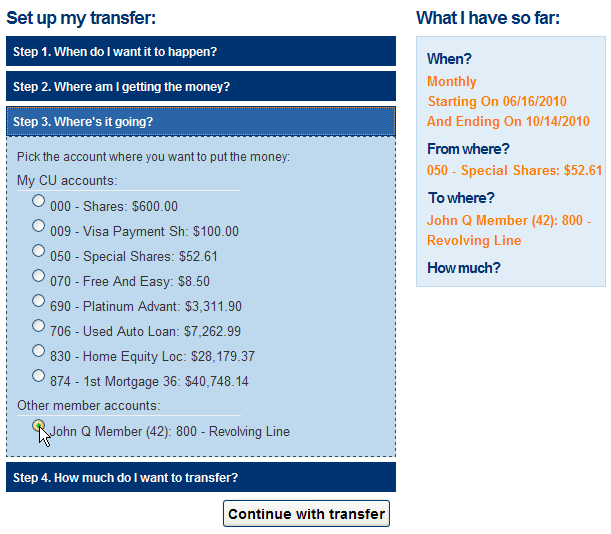 Set up my transfer:
Step 1. When do I want it to happen?
Step 2. Where am I getting the money?
Step 3. Where's it going?
Pick the account where you want to put the money:
My CU accounts:
000 - Shares: $600.00
009 - Visa Payment Sh: $100.00
050 - Special Shares: $52.61
070 - Free And Easy: $8.50
690 - Platinum Advant: $3,311.90
706 - Used Auto Loan: $7,262.99
830 - Home Equity Loc: $28,179.37
874 - 1st Mortgage 36: $40,748.14
Other member accounts:
John Q Member (42): 800 - Revolving Line
Step 4. How much do I want to transfer?
Continue with transfer
What I have so far:
When?
Monthly
Starting On 06/16/2010
And Ending On 10/14/2010
From where?
050 - Special Shares: $52.61
To where?
John Q Member (42): 800 -
Revolving Line
How much?